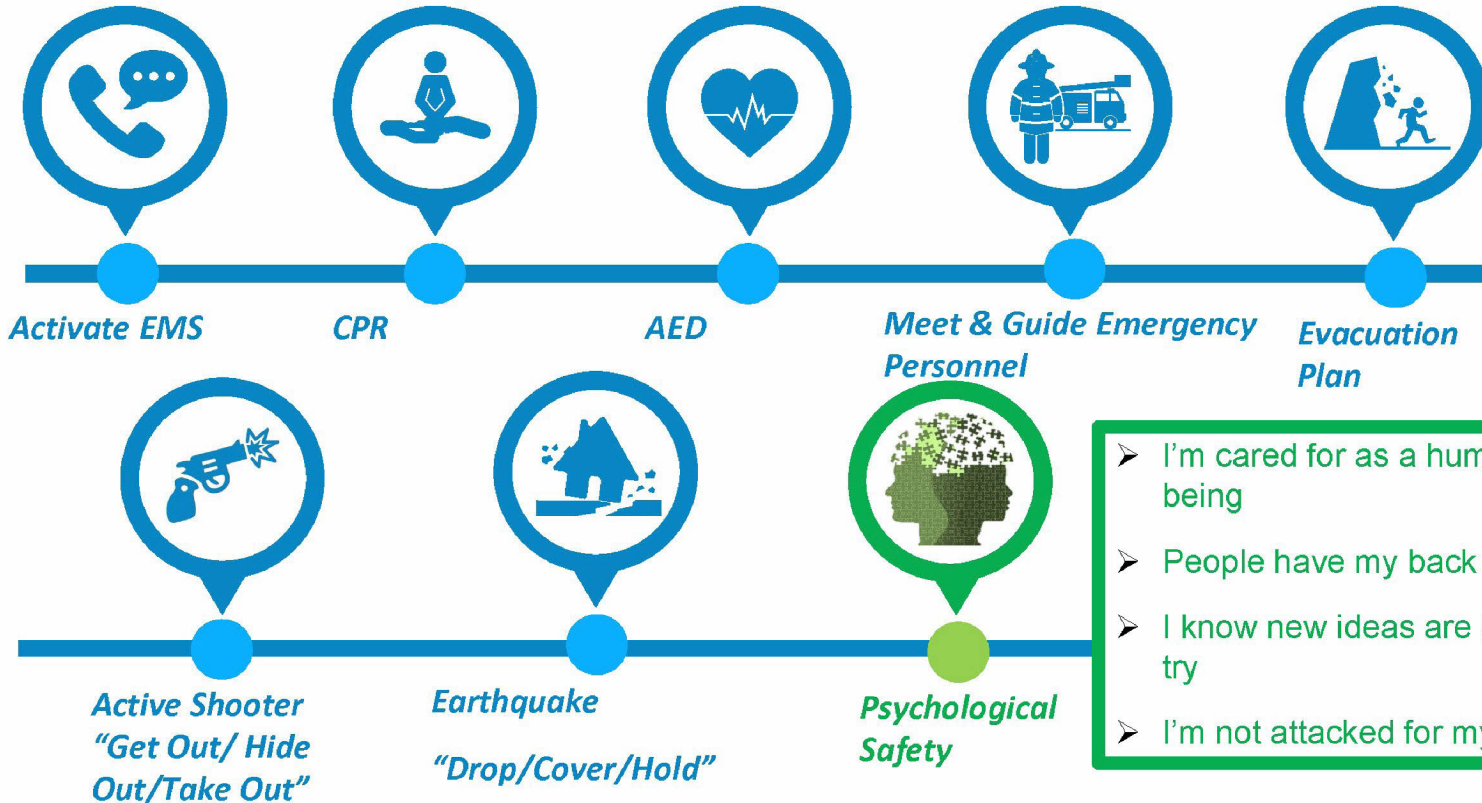 Activate EMS
CPR
AED
Meet & Guide Emergency
Personnel
Evacuation
Plan
Active Shooter
“Get Out/ Hide
Out/Take Out”
Earthquake
“Drop/Cover/Hold”
Psychological
Safety
➢ I'm cared for as a
being
➢ People have my back
➢ I know new ideas are
try
➢ I'm not attacked for my